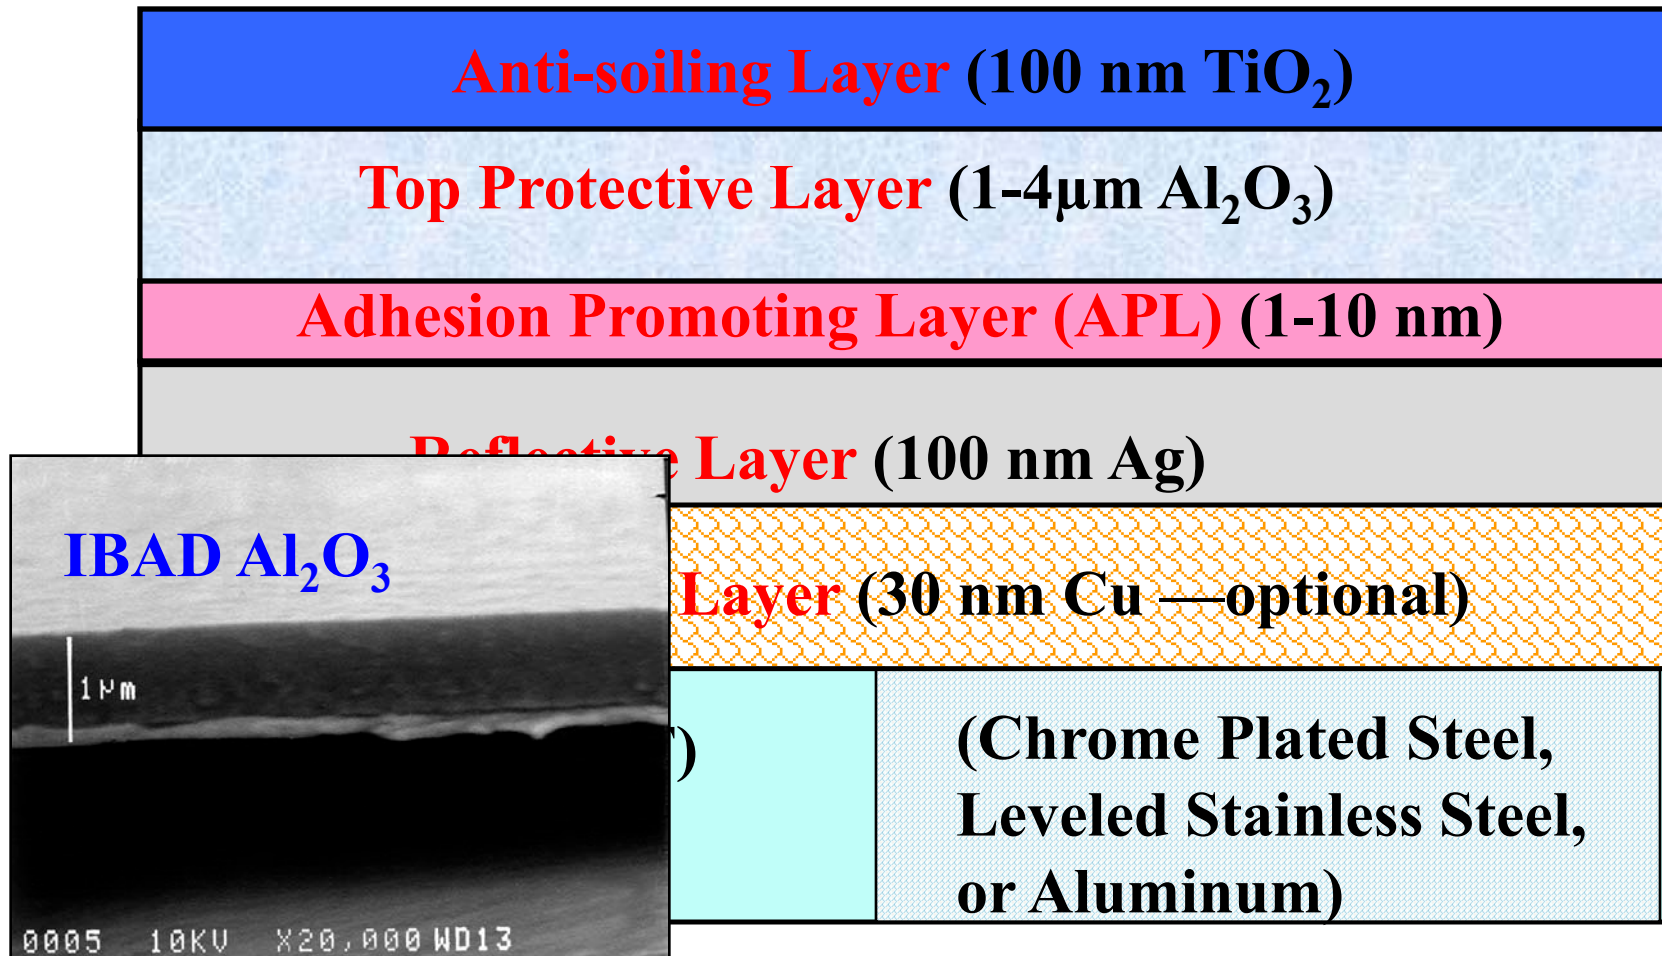 Anti-soiling Layer (100 nm TiO₂)
Top Protective Layer (1-4µm Al₂O₃)
Adhesion Promoting Layer (APL) (1-10 nm)
Reflective Layer (100 nm Ag)
IBAD Al₂O₃
Layer (30 nm Cu —optional)
1µm
)
(Chrome Plated Steel,
Leveled Stainless Steel,
or Aluminum)
0005 10KV X20,000 WD13